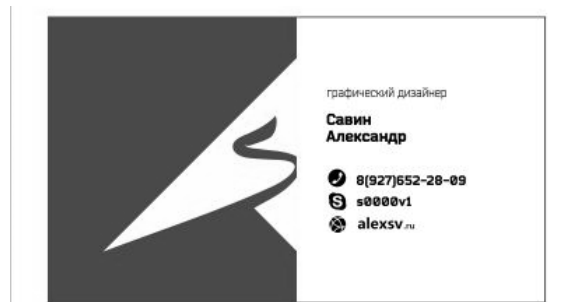 графический дизайнер
Савин
Александр
8(927)652-28-09
s0000v1
alexsv.ru